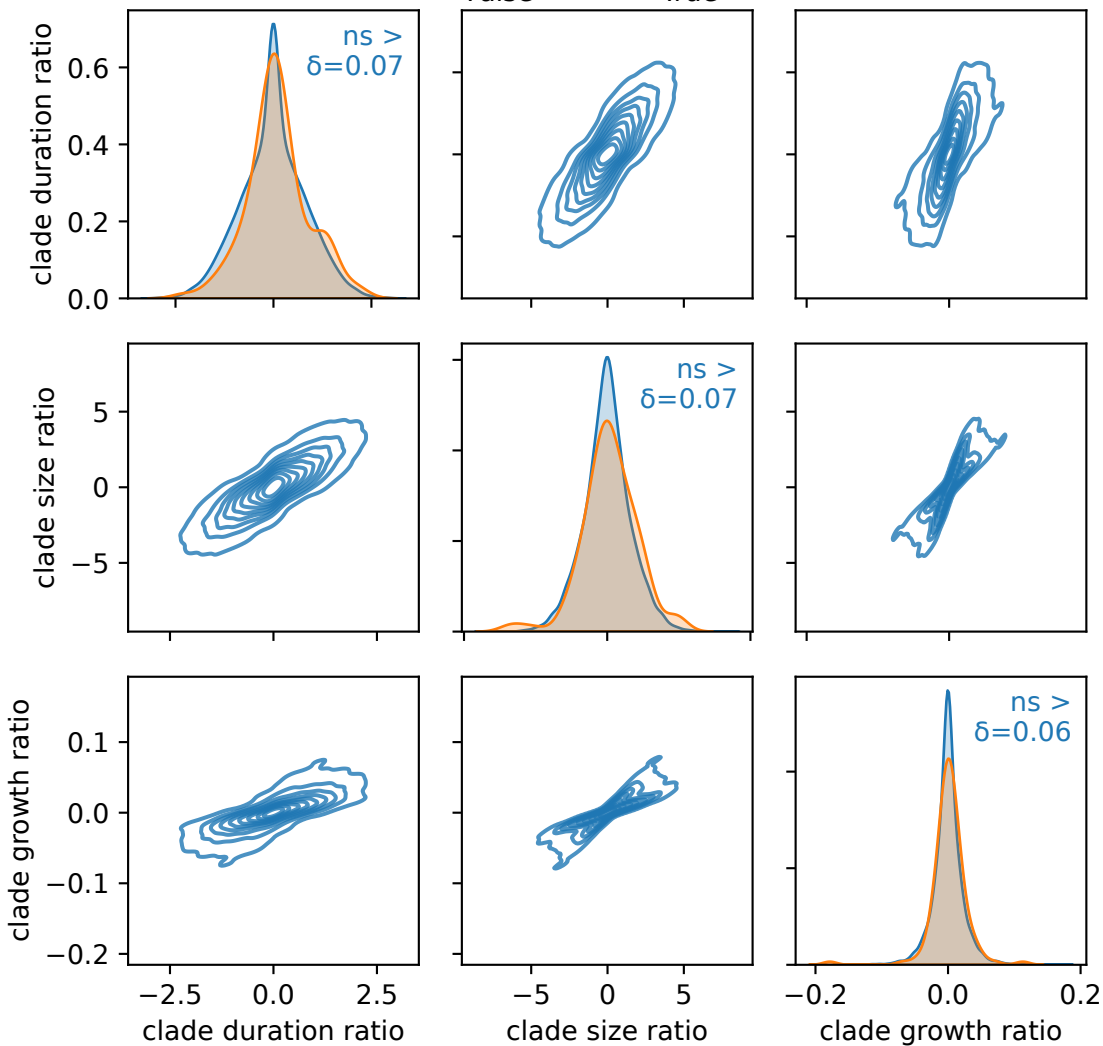 clade duration ratio
0.6
0.4
0.2
0.0
ns >
δ=0.07
clade size ratio
5
0
−5
ns >
δ=0.07
clade growth ratio
0.1
0.0
−0.1
−0.2
ns >
δ=0.06
−2.5 0.0 2.5
−5 0 5
−0.2 0.0 0.2
clade duration ratio
clade size ratio
clade growth ratio